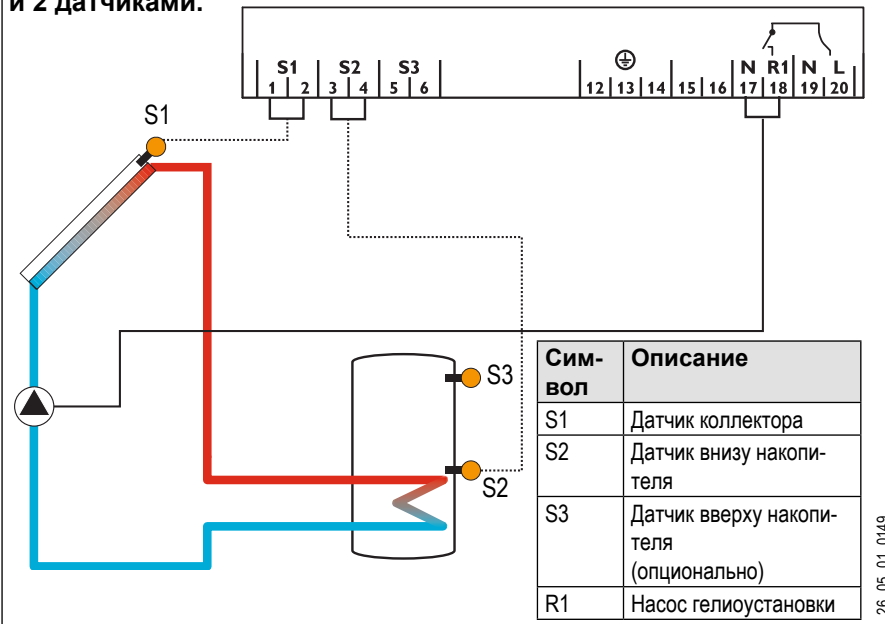 и 2 датчиками.
S1 S2 S3 N R1 N L
1 2 3 4 5 6 12 13 14 15 16 17 18 19 20
S1
S3
S2
Сим-
вол
Описание
S1 Датчик коллектора
S2 Датчик внизу накопи-
теля
S3 Датчик вверху накопи-
теля
(опционально)
R1 Насос гелиоустановки
26_05_01_0149